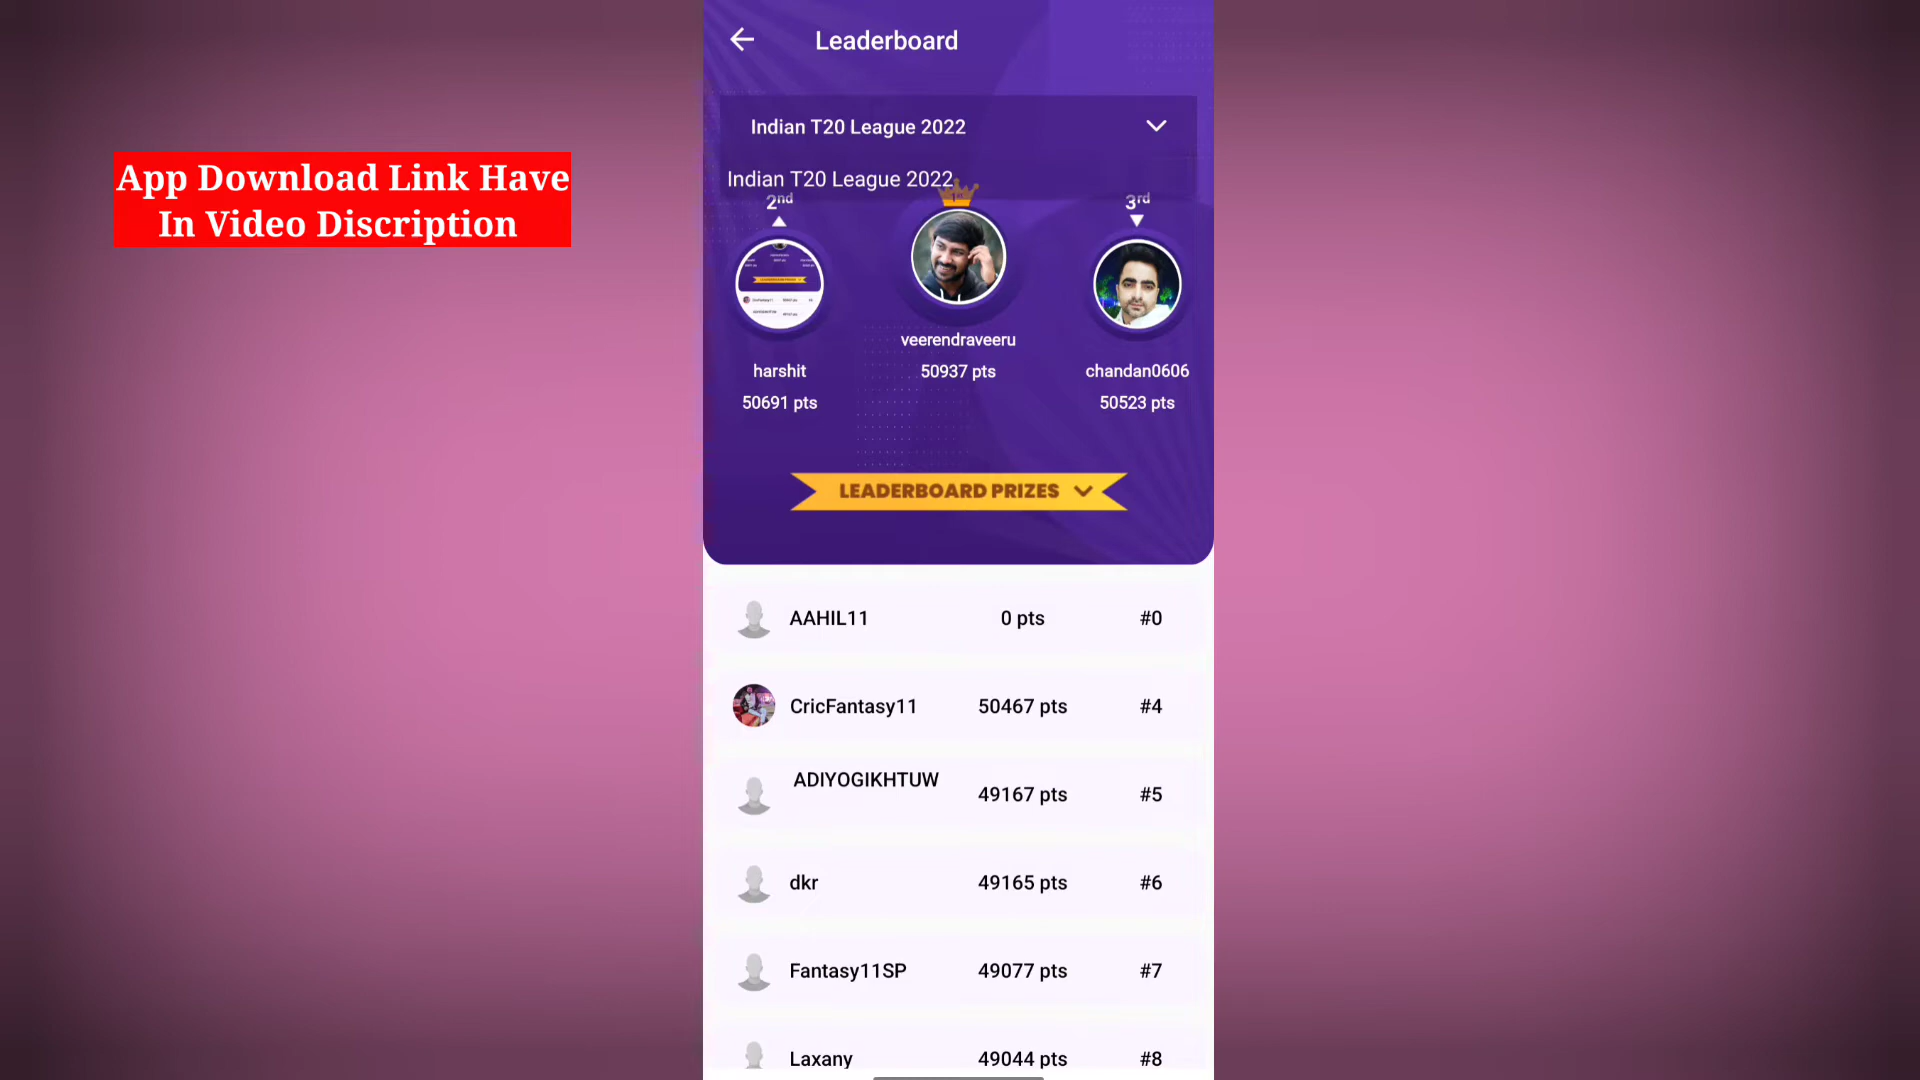 App Download Link Have
In Video Discription
Leaderboard
Indian T20 League 2022
Indian T20 League 2022
2nd
3rd
veerendraveeru
50937 pts
harshit
50691 pts
chandan0606
50523 pts
LEADERBOARD PRIZES
AAHIL11 0 pts #0
CricFantasy11 50467 pts #4
ADIYOGIKHTUW 49167 pts #5
dkr 49165 pts #6
Fantasy11SP 49077 pts #7
Laxany 49044 pts #8